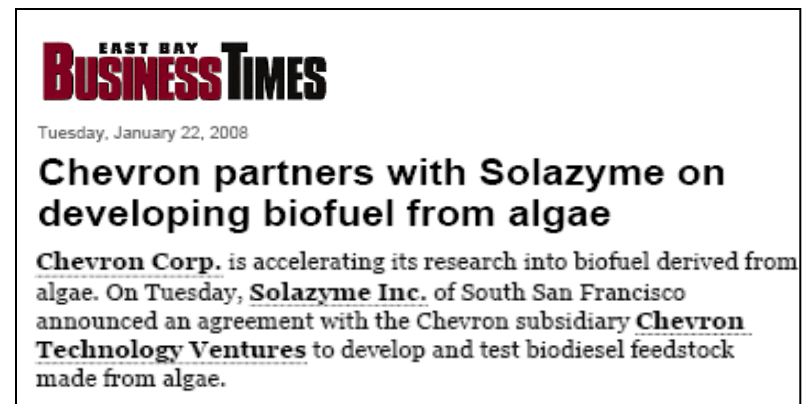 EAST BAY
BUSINESS TIMES
Tuesday, January 22, 2008
Chevron partners with Solazyme on
developing biofuel from algae
Chevron Corp. is accelerating its research into biofuel derived from
algae. On Tuesday, Solazyme Inc. of South San Francisco
announced an agreement with the Chevron subsidiary Chevron
Technology Ventures to develop and test biodiesel feedstock
made from algae.